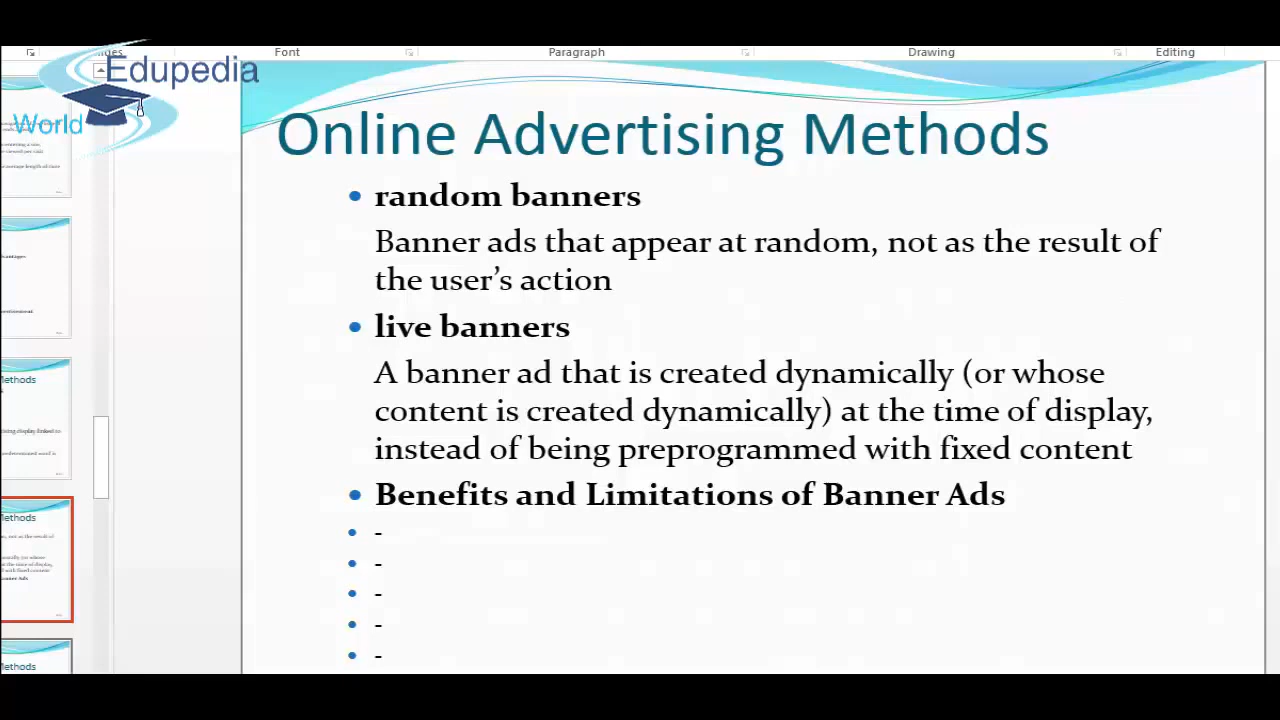 Font Paragraph Drawing Editing
Edupedia
World
Online Advertising Methods
• random banners
Banner ads that appear at random, not as the result of
the user’s action
• live banners
A banner ad that is created dynamically (or whose
content is created dynamically) at the time of display,
instead of being preprogrammed with fixed content
• Benefits and Limitations of Banner Ads
• -
• -
• -
• -
• -
Methods
Methods
Methods